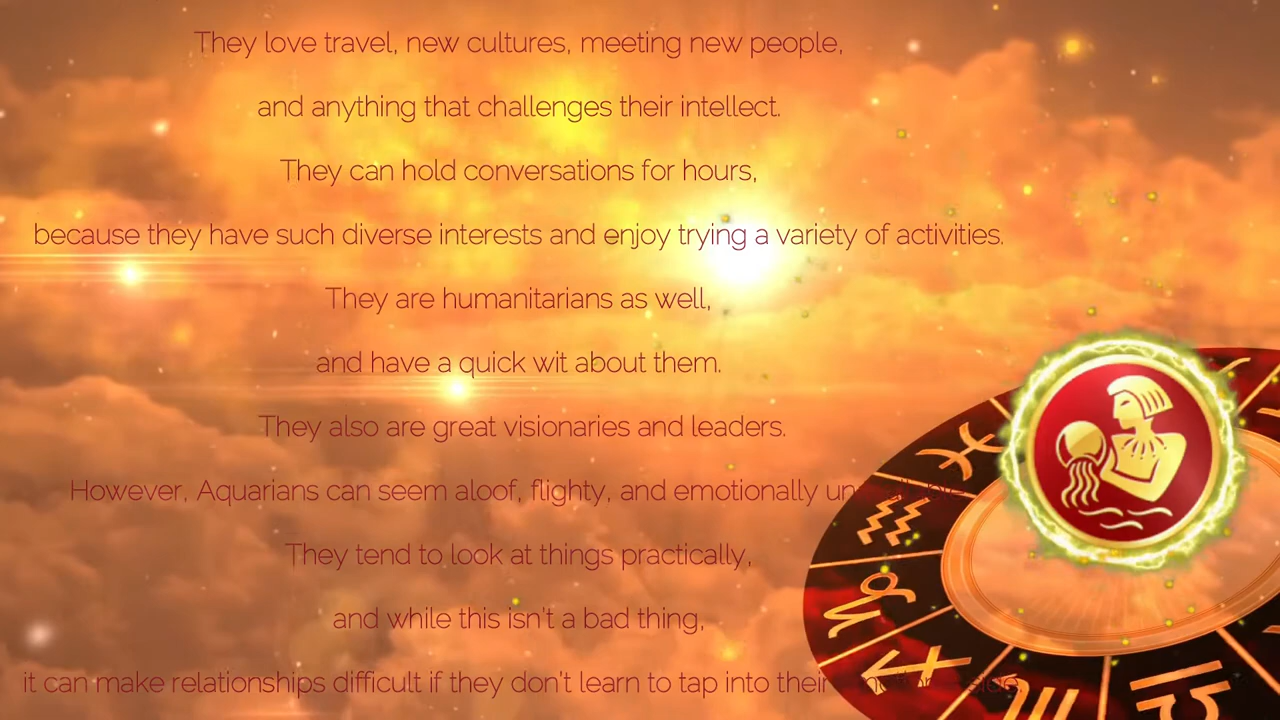 They love travel, new cultures, meeting new people,
and anything that challenges their intellect.
They can hold conversations for hours,
because they have such diverse interests and enjoy trying a variety of activities.
They are humanitarians as well,
and have a quick wit about them.
They also are great visionaries and leaders.
However, Aquarians can seem aloof, flighty, and emotionally
They tend to look at things practically,
and while this isn't a bad thing,
it can make relationships difficult if they don't learn to tap into their side.